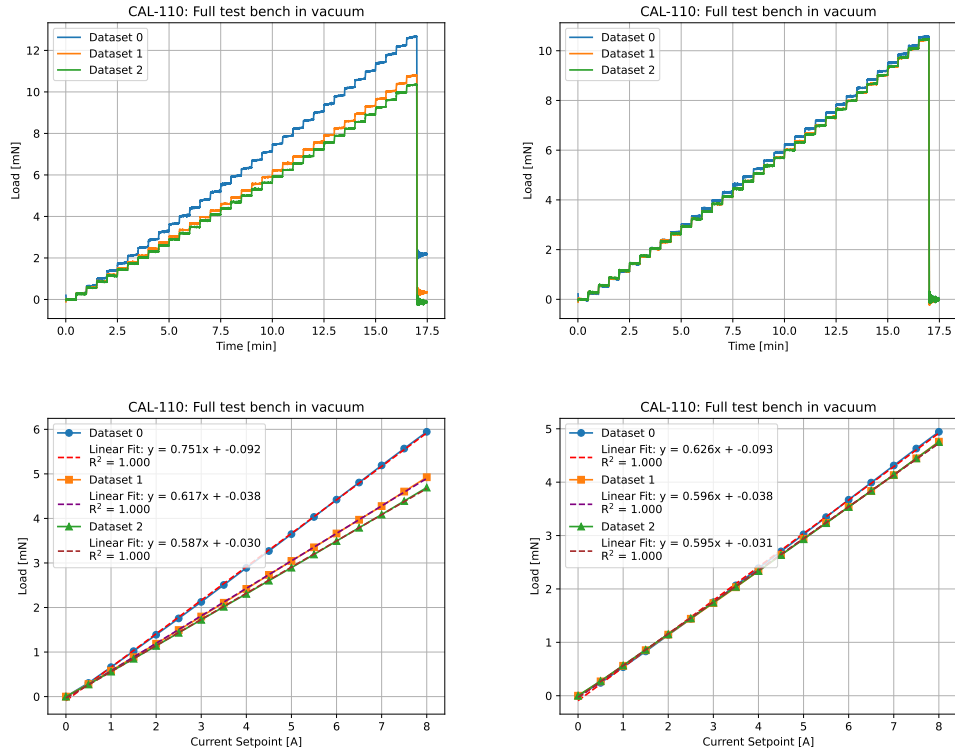 CAL-110: Full test bench in vacuum
Dataset 0
Dataset 1
Dataset 2
Load [mN]
12
10
8
6
4
2
0
0.0 2.5 5.0 7.5 10.0 12.5 15.0 17.5
Time [min]
CAL-110: Full test bench in vacuum
Dataset 0
Dataset 1
Dataset 2
Load [mN]
10
8
6
4
2
0
0.0 2.5 5.0 7.5 10.0 12.5 15.0 17.5
Time [min]
CAL-110: Full test bench in vacuum
Dataset 0
Linear Fit: y = 0.751x + -0.092
R² = 1.000
Dataset 1
Linear Fit: y = 0.617x + -0.038
R² = 1.000
Dataset 2
Linear Fit: y = 0.587x + -0.030
R² = 1.000
Load [mN]
6
5
4
3
2
1
0
0 1 2 3 4 5 6 7 8
Current Setpoint [A]
CAL-110: Full test bench in vacuum
Dataset 0
Linear Fit: y = 0.626x + -0.093
R² = 1.000
Dataset 1
Linear Fit: y = 0.596x + -0.038
R² = 1.000
Dataset 2
Linear Fit: y = 0.595x + -0.031
R² = 1.000
Load [mN]
5
4
3
2
1
0
0 1 2 3 4 5 6 7 8
Current Setpoint [A]